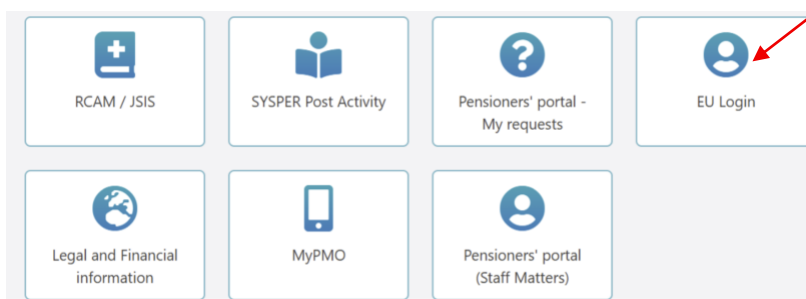 RCAM / JSIS
SYSPER Post Activity
Pensioners' portal -
My requests
EU Login
Legal and Financial
information
MyPMO
Pensioners' portal
(Staff Matters)